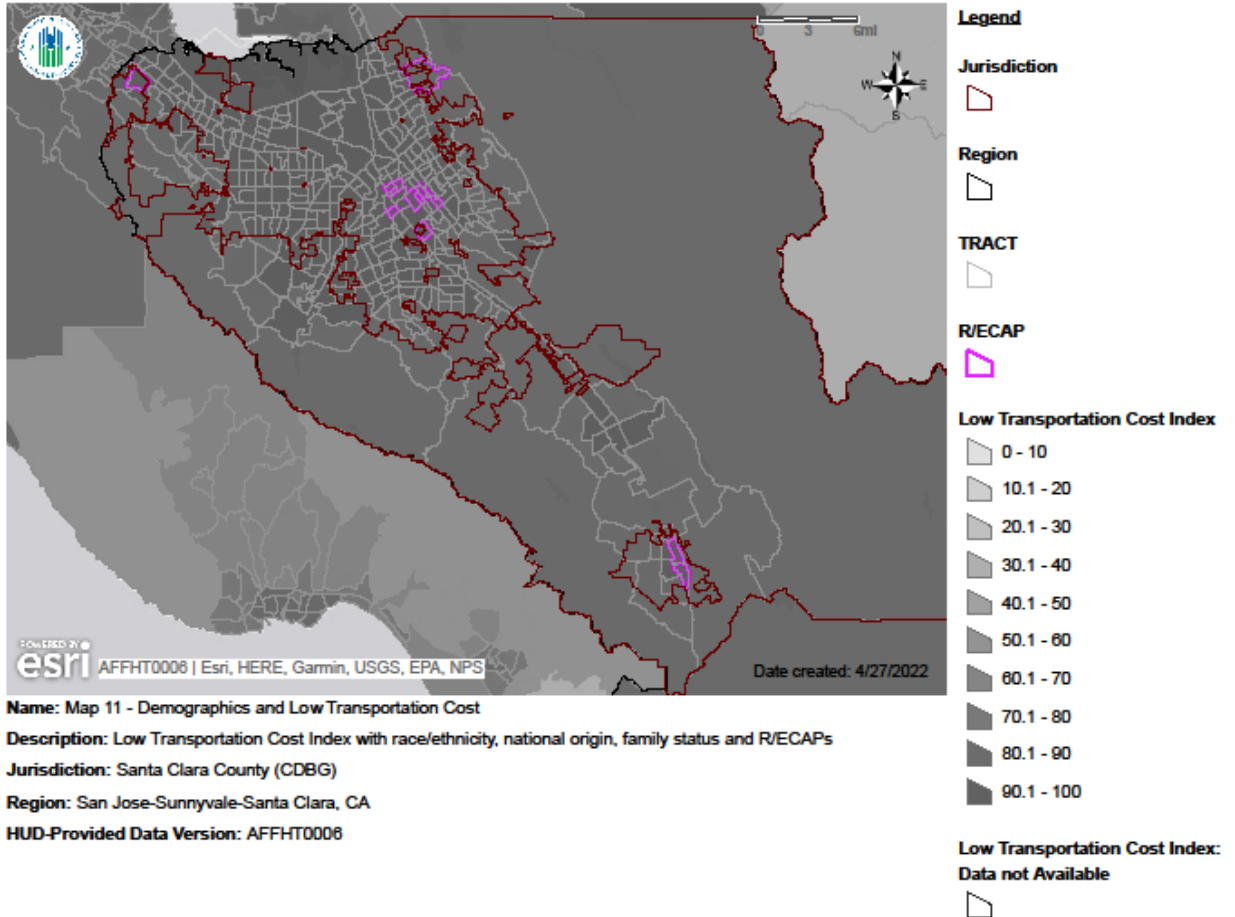 0 3 6mi
N
W E
S
POWERED BY
esri
AFFHT0006 | Esri, HERE, Garmin, USGS, EPA, NPS
Date created: 4/27/2022
Name: Map 11 - Demographics and Low Transportation Cost
Description: Low Transportation Cost Index with race/ethnicity, national origin, family status and R/ECAPs
Jurisdiction: Santa Clara County (CDBG)
Region: San Jose-Sunnyvale-Santa Clara, CA
HUD-Provided Data Version: AFFHT0006
Legend
Jurisdiction
Region
TRACT
R/ECAP
Low Transportation Cost Index
0 - 10
10.1 - 20
20.1 - 30
30.1 - 40
40.1 - 50
50.1 - 60
60.1 - 70
70.1 - 80
80.1 - 90
90.1 - 100
Low Transportation Cost Index:
Data not Available